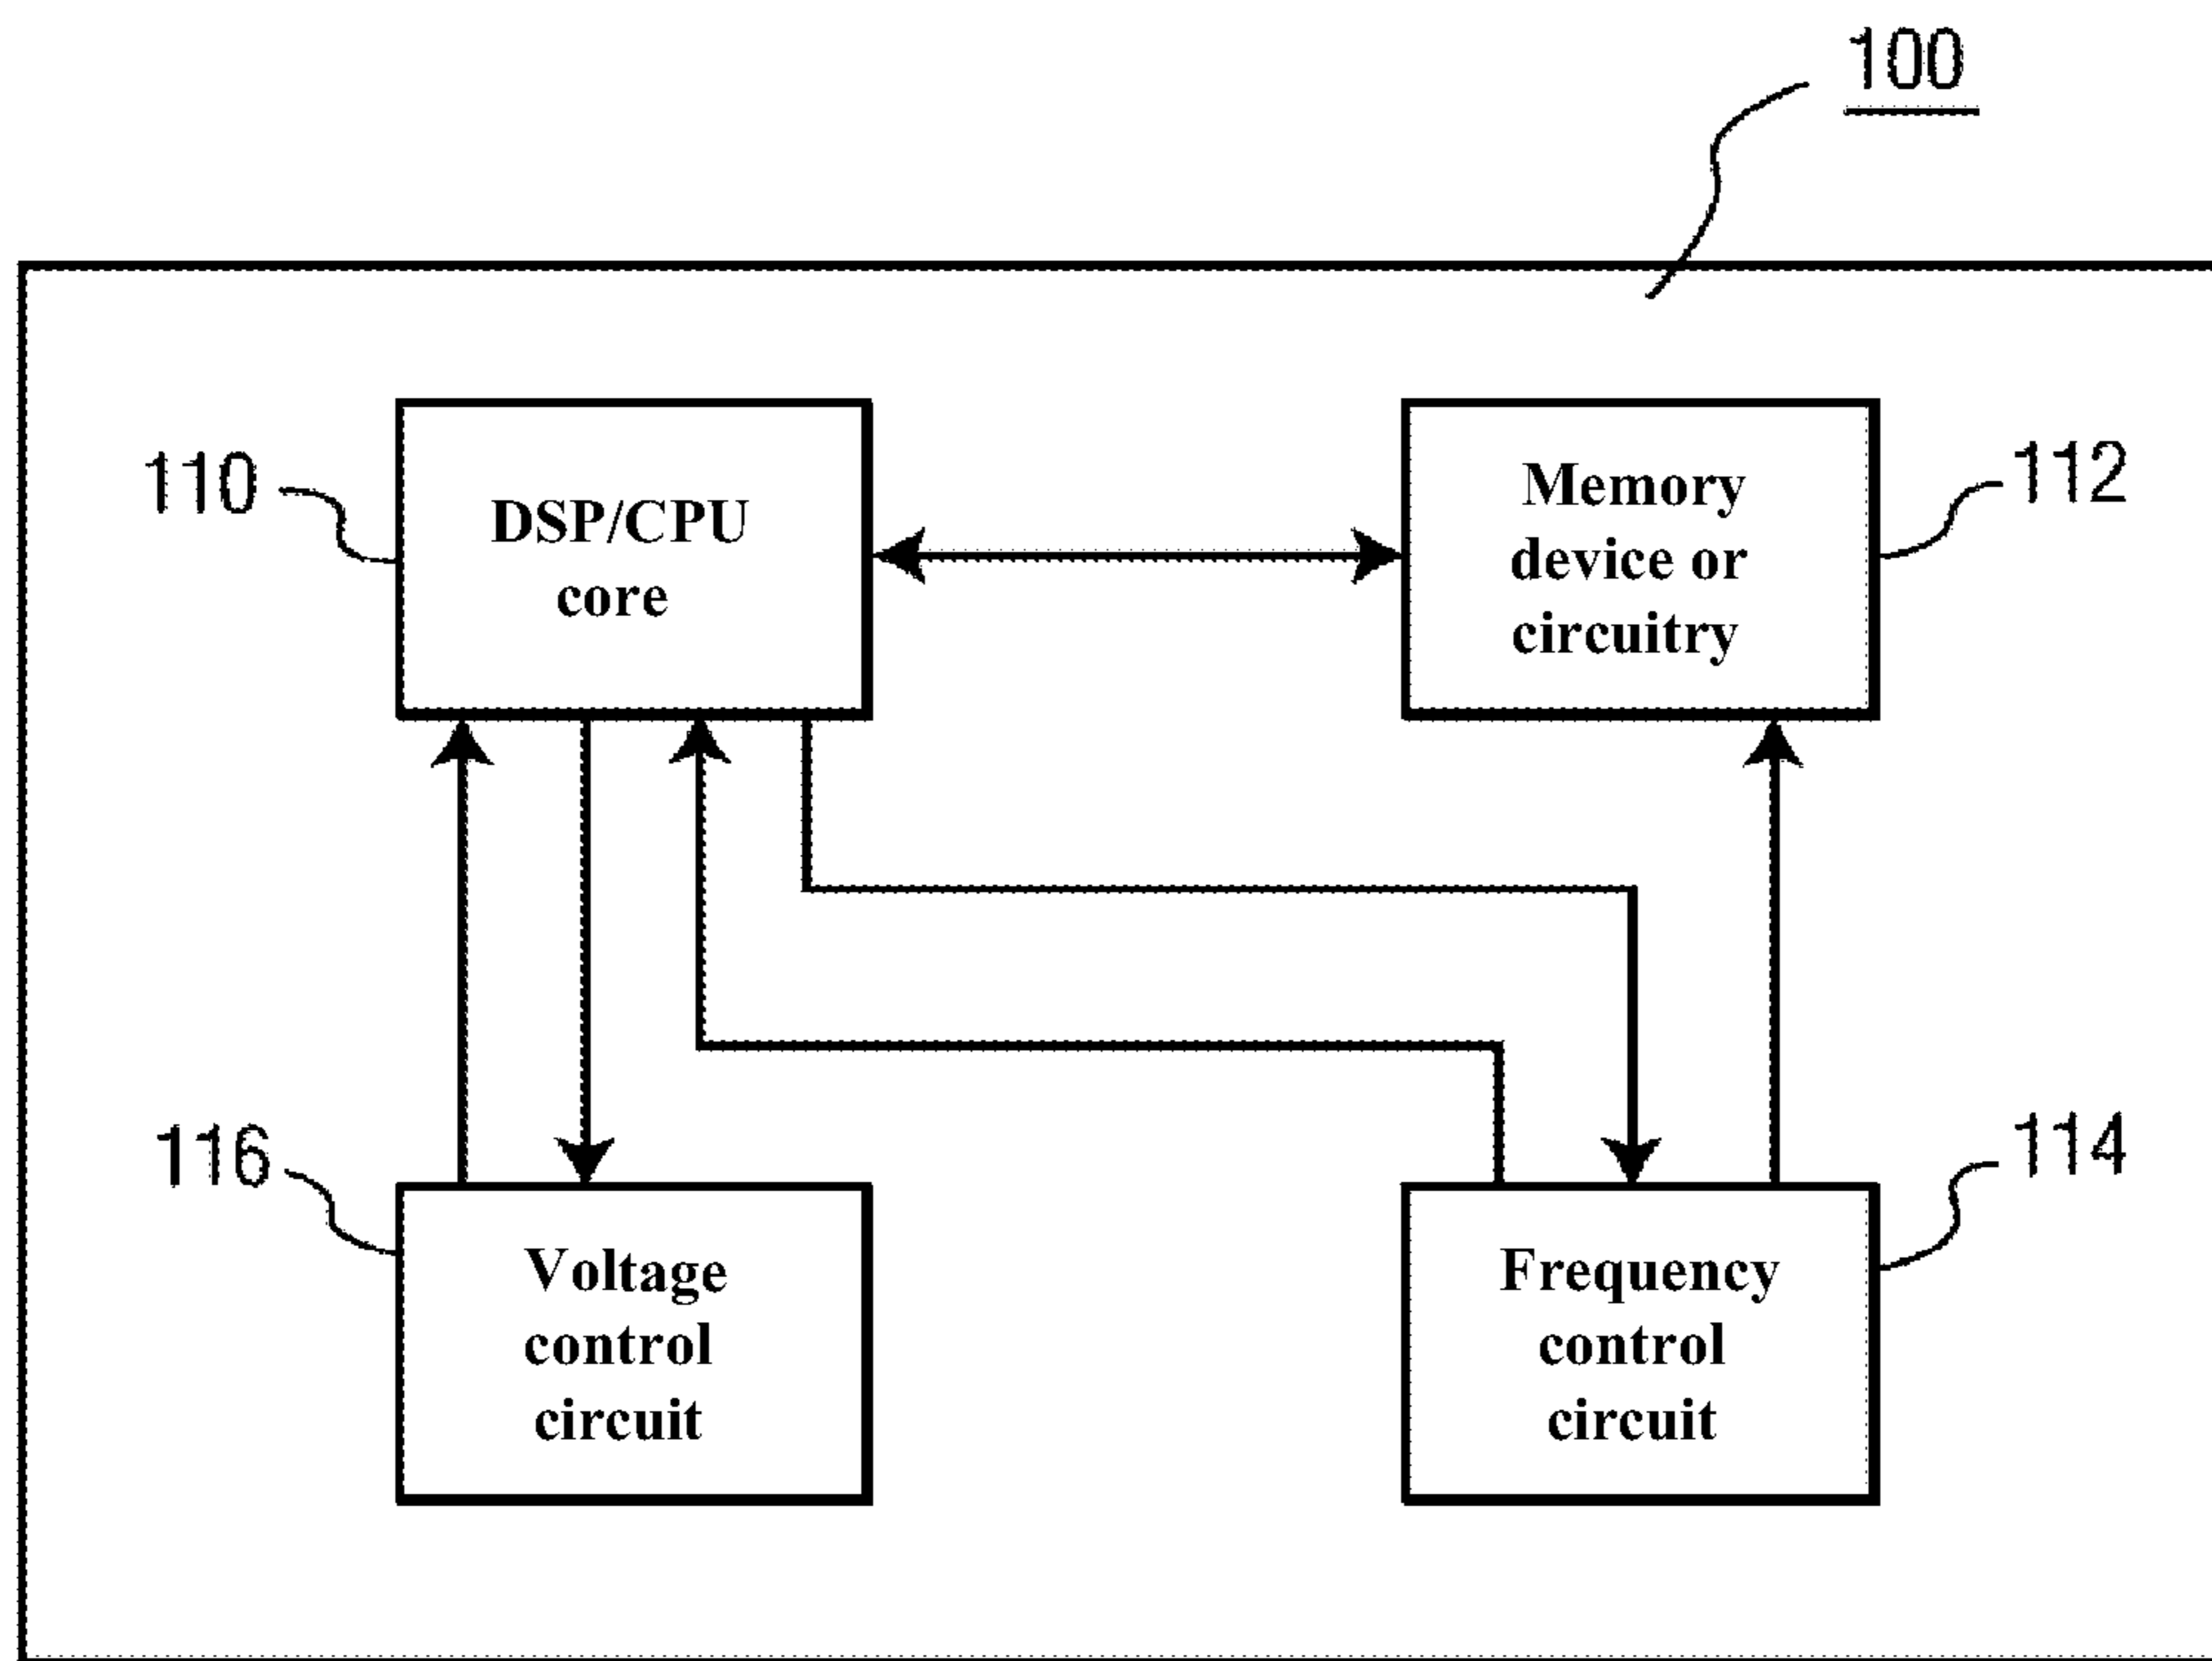 100
110
DSP/CPU
core
Memory
device or
circuitry
112
116
Voltage
control
circuit
Frequency
control
circuit
114